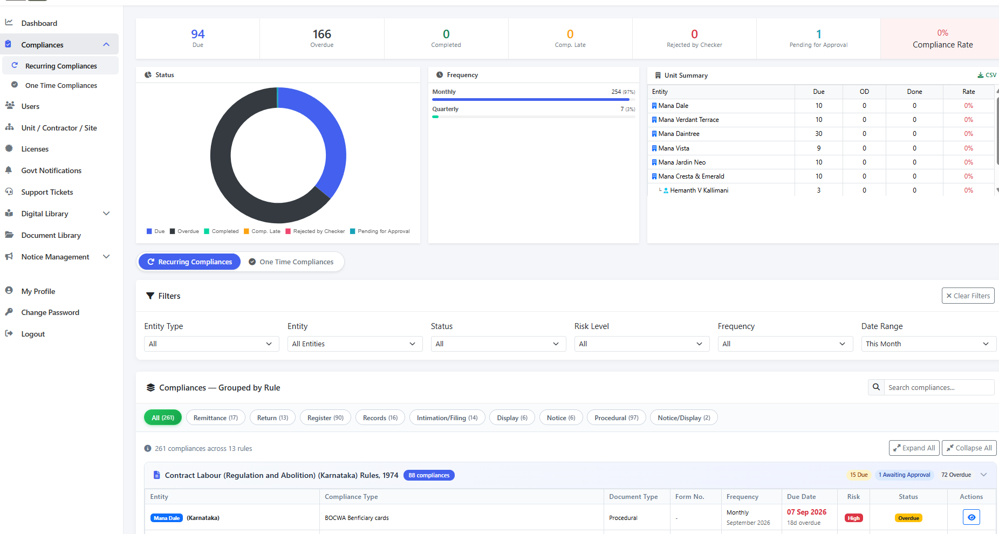 Dashboard
Compliances
Recurring Compliances
One Time Compliances
Users
Unit / Contractor / Site
Licenses
Govt Notifications
Support Tickets
Digital Library
Document Library
Notice Management
My Profile
Change Password
Logout
94
Due
166
Overdue
0
Completed
0
Comp. Late
0
Rejected by Checker
1
Pending for Approval
0%
Compliance Rate
Status
Due Overdue Completed Comp. Late Rejected by Checker Pending for Approval
Frequency
Monthly 254 (97%)
Quarterly 7 (3%)
Unit Summary CSV
Entity Due OD Done Rate
Mana Dale 10 0 0 0%
Mana Verdant Terrace 10 0 0 0%
Mana Daintree 30 0 0 0%
Mana Vista 9 0 0 0%
Mana Jardin Neo 10 0 0 0%
Mana Cresta & Emerald 10 0 0 0%
Hemanth V Kallimani 3 0 0 0%
Recurring Compliances One Time Compliances
Filters Clear Filters
Entity Type Entity Status Risk Level Frequency Date Range
All All Entities All All All This Month
Compliances — Grouped by Rule Search compliances...
All (261) Remittance (17) Return (13) Register (90) Records (16) Intimation/Filing (14) Display (6) Notice (6) Procedural (97) Notice/Display (2)
261 compliances across 13 rules Expand All Collapse All
Contract Labour (Regulation and Abolition) (Karnataka) Rules, 1974 88 compliances 15 Due 1 Awaiting Approval 72 Overdue
Entity Compliance Type Document Type Form No. Frequency Due Date Risk Status Actions
Mana Dale (Karnataka) BOCWA Benficiary cards Procedural - Monthly 07 Sep 2026 High Overdue
September 2026 18d overdue